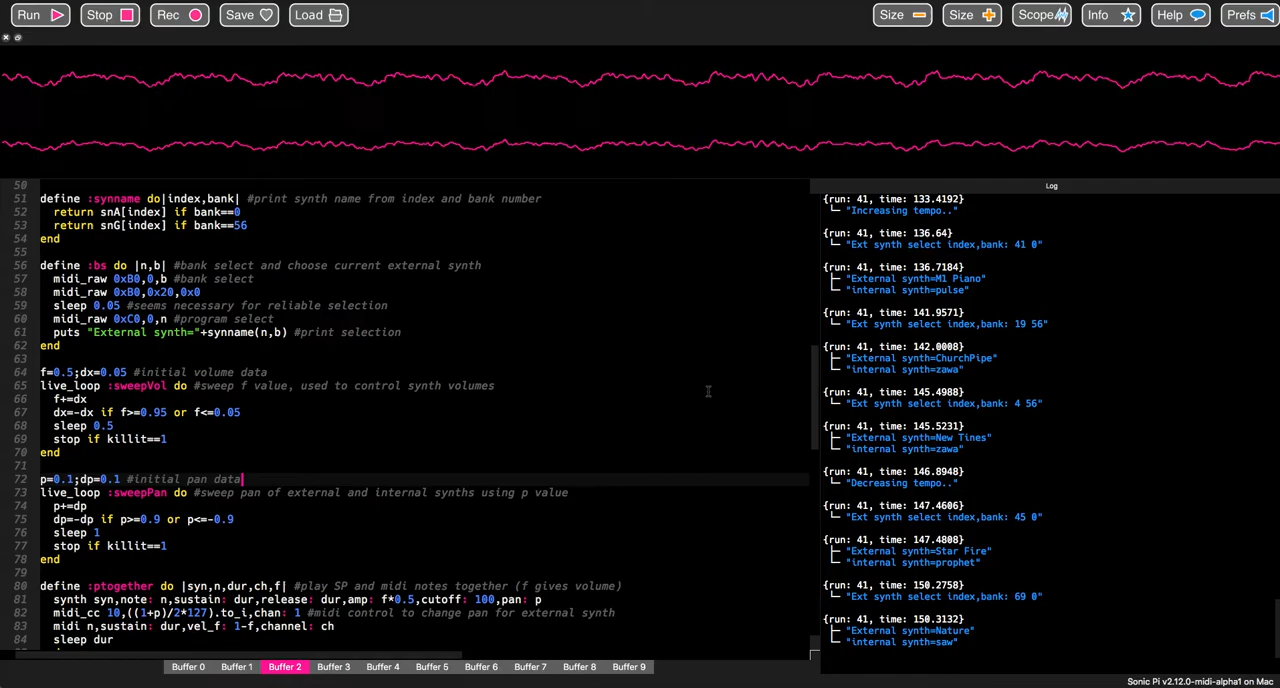 Run Stop Rec Save Load Size Size Scope Info Help Prefs
Log
50
51 define :synname do|index,bank| #print synth name from index and bank number
52 return snA[index] if bank==0
53 return snG[index] if bank==56
54 end
55
56 define :bs do |n,b| #bank select and choose current external synth
57 midi_raw 0xB0,0,b #bank select
58 midi_raw 0xB0,0x20,0x0
59 sleep 0.05 #seems necessary for reliable selection
60 midi_raw 0xC0,0,n #program select
61 puts "External synth="+synname(n,b) #print selection
62 end
63
64 f=0.5;dx=0.05 #initial volume data
65 live_loop :sweepVol do #sweep f value, used to control synth volumes
66 f+=dx
67 dx=-dx if f>=0.95 or f<=0.05
68 sleep 0.5
69 stop if killit==1
70 end
71
72 p=0.1;dp=0.1 #initial pan data
73 live_loop :sweepPan do #sweep pan of external and internal synths using p value
74 p+=dp
75 dp=-dp if p>=0.9 or p<=-0.9
76 sleep 1
77 stop if killit==1
78 end
79
80 define :ptogether do |syn,n,dur,ch,f| #play SP and midi notes together (f gives volume)
81 synth syn,note: n,sustain: dur,release: dur,amp: f*0.5,cutoff: 100,pan: p
82 midi_cc 10,((1+p)/2*127).to_i,chan: 1 #midi control to change pan for external synth
83 midi n,sustain: dur,vel_f: 1-f,channel: ch
84 sleep dur
{run: 41, time: 133.4192}
"Increasing tempo.."
{run: 41, time: 136.64}
"Ext synth select index,bank: 41 0"
{run: 41, time: 136.7184}
"External synth=M1 Piano"
"internal synth=pulse"
{run: 41, time: 141.9571}
"Ext synth select index,bank: 19 56"
{run: 41, time: 142.0008}
"External synth=ChurchPipe"
"internal synth=zawa"
{run: 41, time: 145.4988}
"Ext synth select index,bank: 4 56"
{run: 41, time: 145.5231}
"External synth=New Tines"
"internal synth=zawa"
{run: 41, time: 146.8948}
"Decreasing tempo.."
{run: 41, time: 147.4606}
"Ext synth select index,bank: 45 0"
{run: 41, time: 147.4808}
"External synth=Star Fire"
"internal synth=prophet"
{run: 41, time: 150.2758}
"Ext synth select index,bank: 69 0"
{run: 41, time: 150.3132}
"External synth=Nature"
"internal synth=saw"
Buffer 0 Buffer 1 Buffer 2 Buffer 3 Buffer 4 Buffer 5 Buffer 6 Buffer 7 Buffer 8 Buffer 9
Sonic Pi v2.12.0-midi-alpha1 on Mac